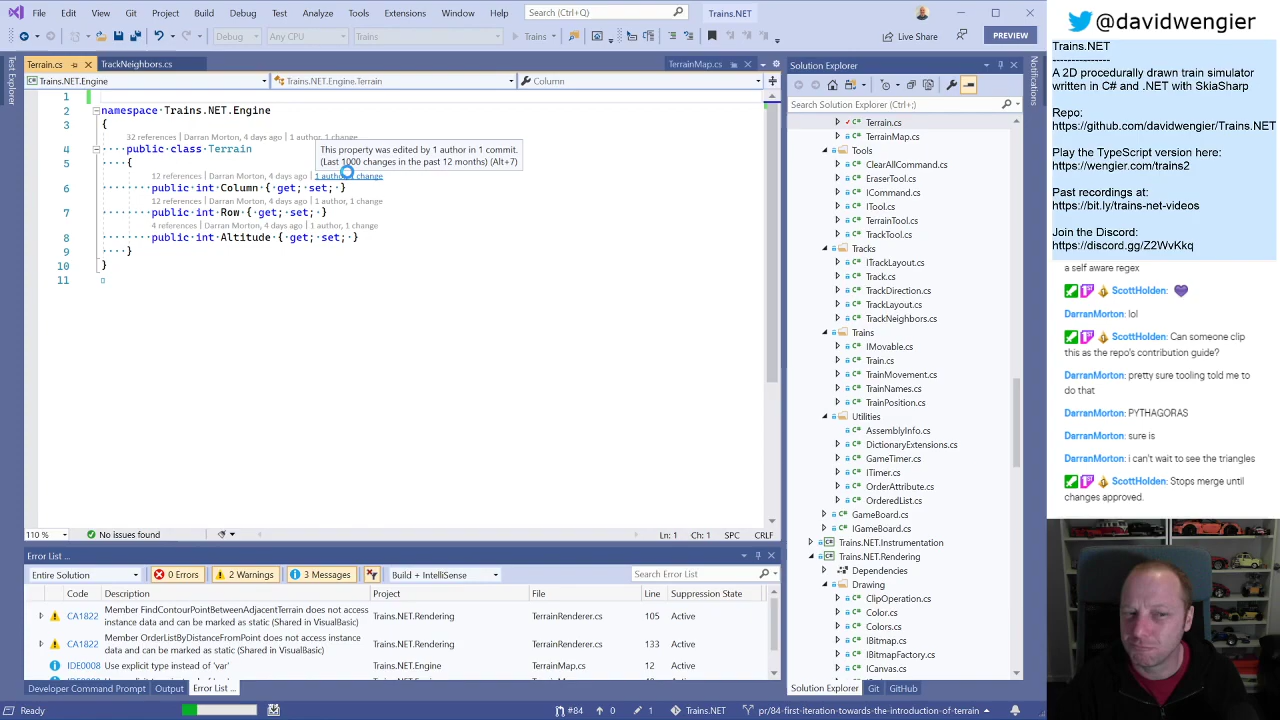 File Edit View Git Project Build Debug Test Analyze Tools Extensions Window Help Search (Ctrl+Q) Trains.NET
Debug Any CPU Trains Live Share PREVIEW
Test Explorer
Terrain.cs TrackNeighbors.cs TerrainMap.cs
Trains.NET.Engine Trains.NET.Engine.Terrain Column
1
2 namespace Trains.NET.Engine
3 {
32 references | Darran Morton, 4 days ago | 1 author, 1 change
4 public class Terrain
This property was edited by 1 author in 1 commit.
(Last 1000 changes in the past 12 months) (Alt+7)
5 {
12 references | Darran Morton, 4 days ago | 1 author, 1 change
6 public int Column { get; set; }
12 references | Darran Morton, 4 days ago | 1 author, 1 change
7 public int Row { get; set; }
4 references | Darran Morton, 4 days ago | 1 author, 1 change
8 public int Altitude { get; set; }
9 }
10 }
11
110 % No issues found Ln: 1 Ch: 1 SPC CRLF
Error List ...
Entire Solution 0 Errors 2 Warnings 3 Messages Build + IntelliSense Search Error List
Code Description Project File Line Suppression State
CA1822 Member FindContourPointBetweenAdjacentTerrain does not access instance data and can be marked as static (Shared in VisualBasic) Trains.NET.Rendering TerrainRenderer.cs 105 Active
CA1822 Member OrderListByDistanceFromPoint does not access instance data and can be marked as static (Shared in VisualBasic) Trains.NET.Rendering TerrainRenderer.cs 133 Active
IDE0008 Use explicit type instead of 'var' Trains.NET.Engine TerrainMap.cs 12 Active
Developer Command Prompt Output Error List ...
Ready #84 0 1 Trains.NET pr/84-first-iteration-towards-the-introduction-of-terrain
Solution Explorer
Search Solution Explorer (Ctrl+;)
Terrain.cs
TerrainMap.cs
Tools
ClearAllCommand.cs
EraserTool.cs
ICommand.cs
ITool.cs
TerrainTool.cs
TrackTool.cs
Tracks
ITrackLayout.cs
Track.cs
TrackDirection.cs
TrackLayout.cs
TrackNeighbors.cs
Trains
IMovable.cs
Train.cs
TrainMovement.cs
TrainNames.cs
TrainPosition.cs
Utilities
AssemblyInfo.cs
DictionaryExtensions.cs
GameTimer.cs
ITimer.cs
OrderAttribute.cs
OrderedList.cs
GameBoard.cs
IGameBoard.cs
Trains.NET.Instrumentation
Trains.NET.Rendering
Dependencies
Drawing
ClipOperation.cs
Color.cs
Colors.cs
IBitmap.cs
IBitmapFactory.cs
ICanvas.cs
Solution Explorer Git GitHub
Notifications
@davidwengier
Trains.NET
A 2D procedurally drawn train simulator
written in C# and .NET with SkiaSharp
Repo:
https://github.com/davidwengier/Trains.NET
Play the TypeScript version here:
https://wengier.com/trains2
Past recordings at:
https://bit.ly/trains-net-videos
Join the Discord:
https://discord.gg/Z2WvKkq
a self aware regex
ScottHolden:
DarranMorton: lol
ScottHolden: Can someone clip
this as the repo's contribution guide?
DarranMorton: pretty sure tooling told me to
do that
DarranMorton: PYTHAGORAS
DarranMorton: sure is
DarranMorton: i can't wait to see the triangles
ScottHolden: Stops merge until
changes approved.